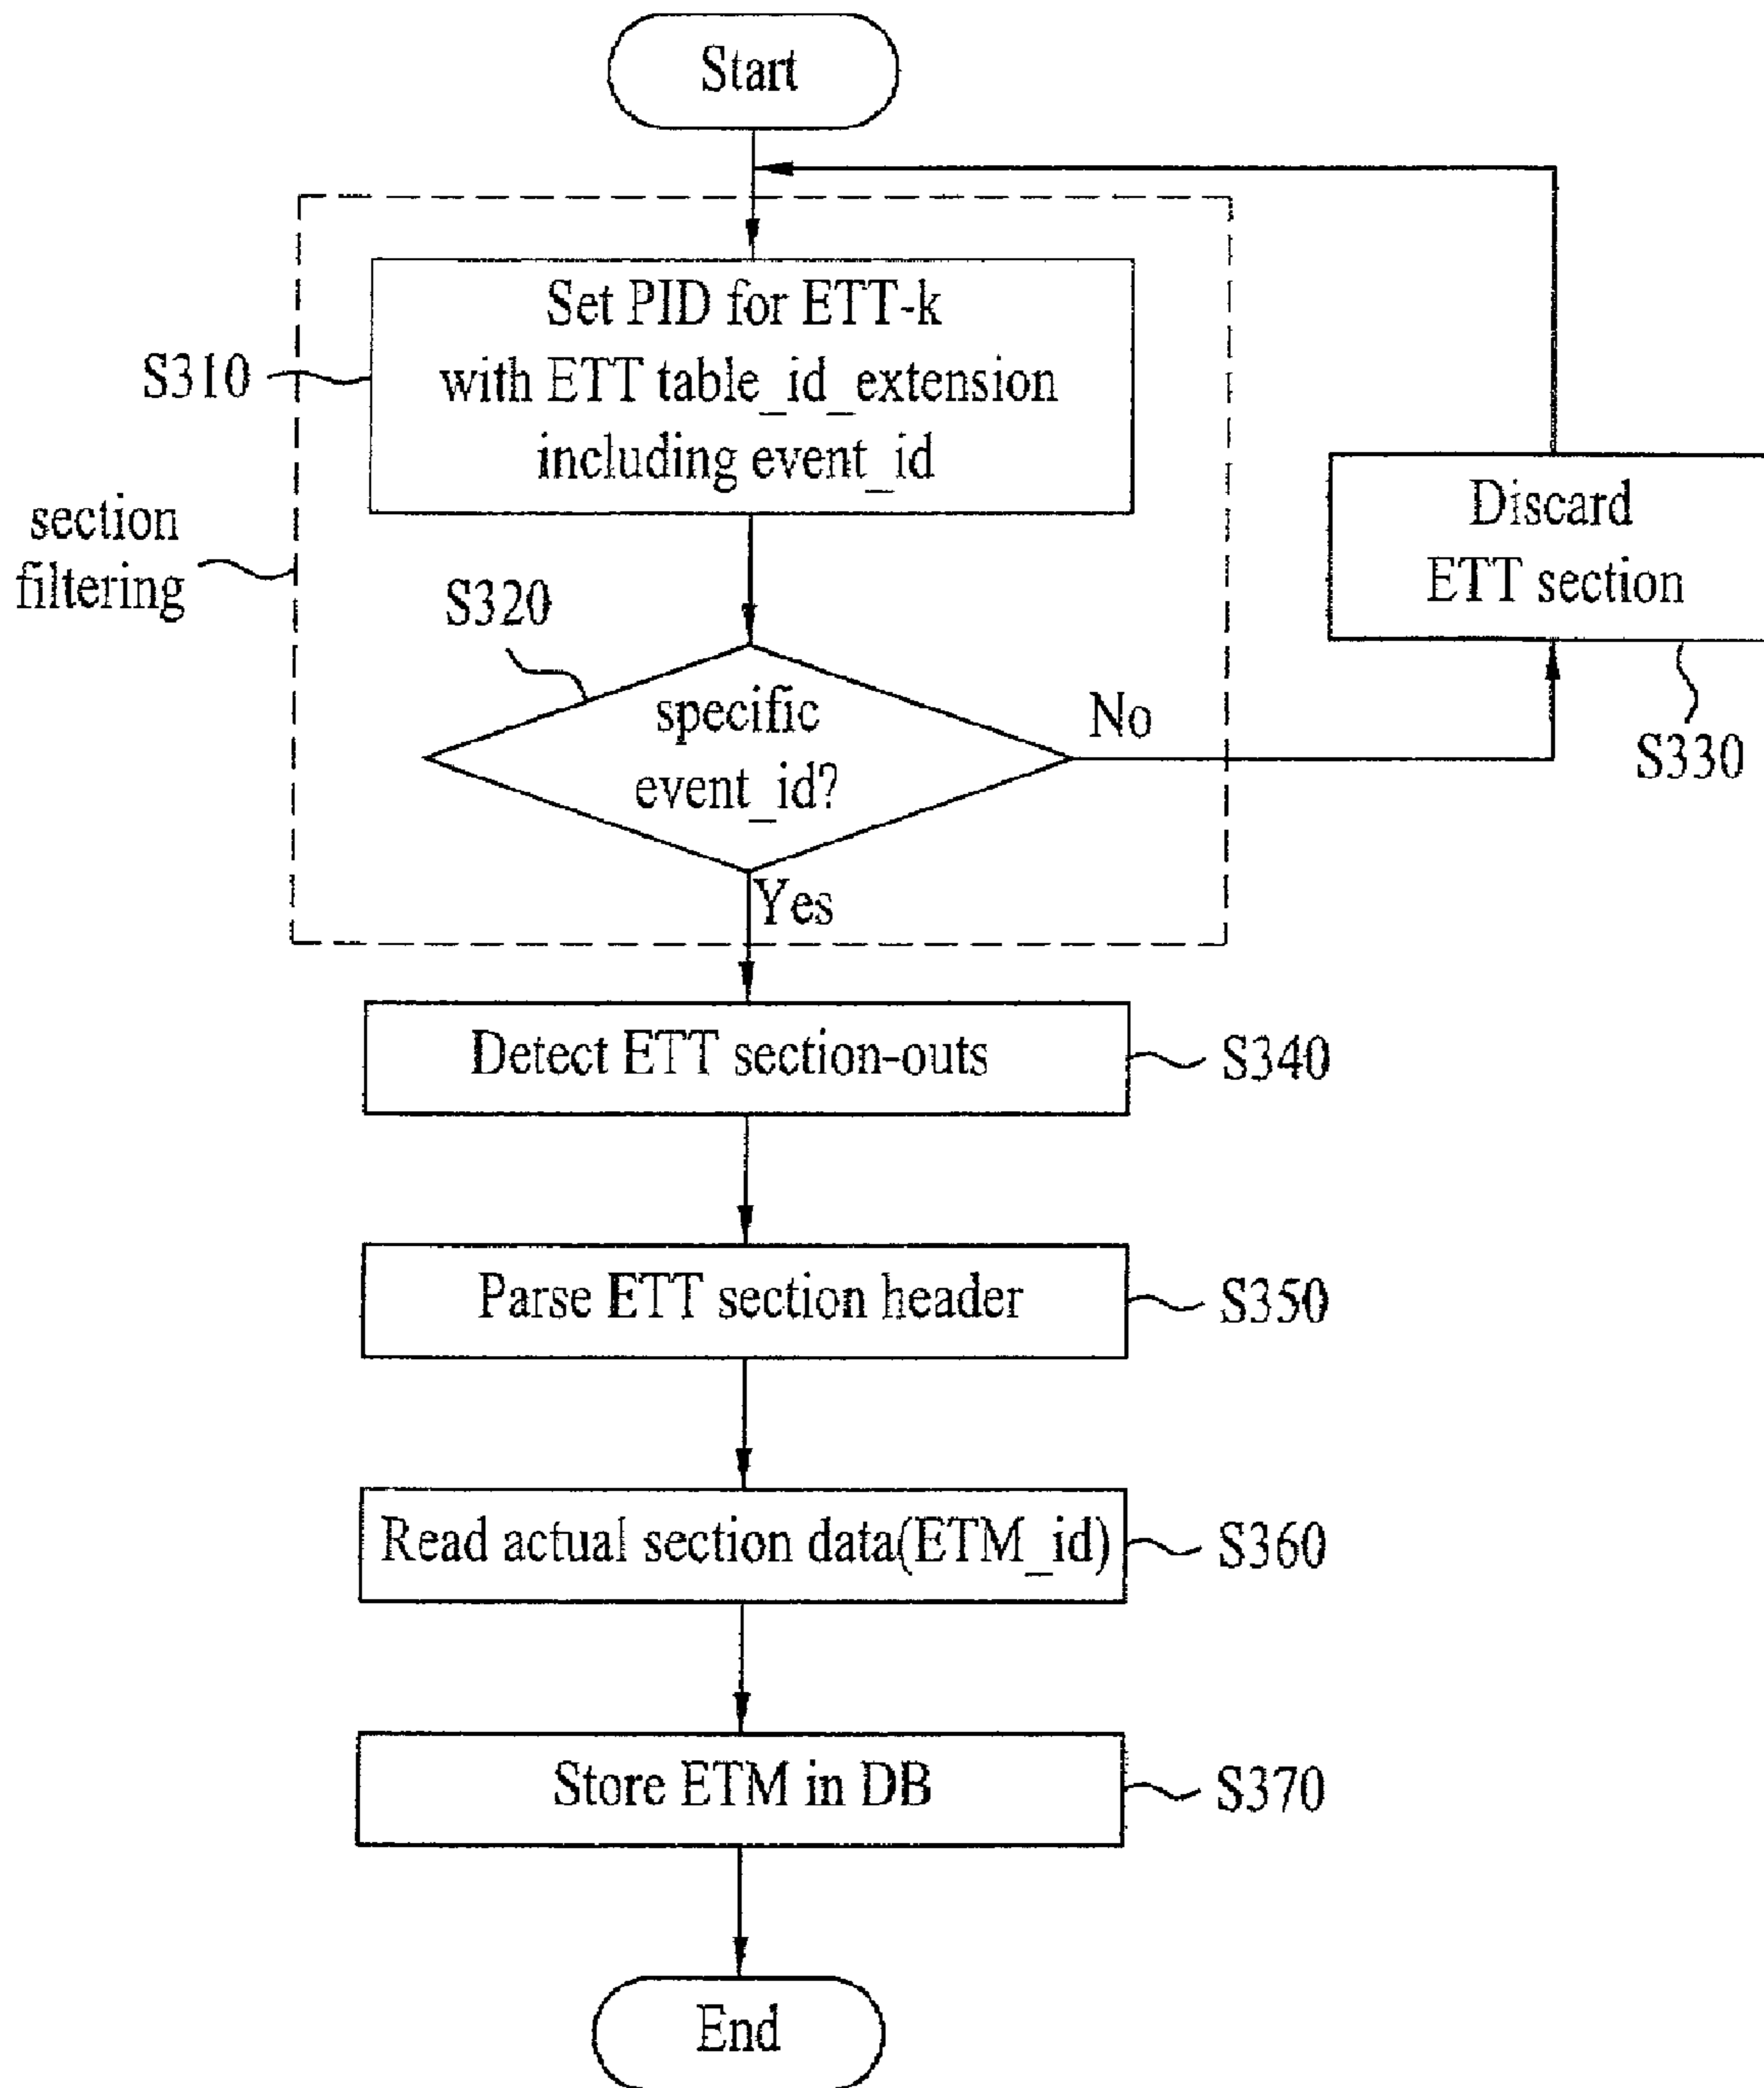 Start
Set PID for ETT-k
with ETT table_id_extension
including event_id
S310
section
filtering
Discard
ETT section
S330
S320
specific
event_id?
No
Yes
Detect ETT section-outs
S340
Parse ETT section header
S350
Read actual section data(ETM_id)
S360
Store ETM in DB
S370
End